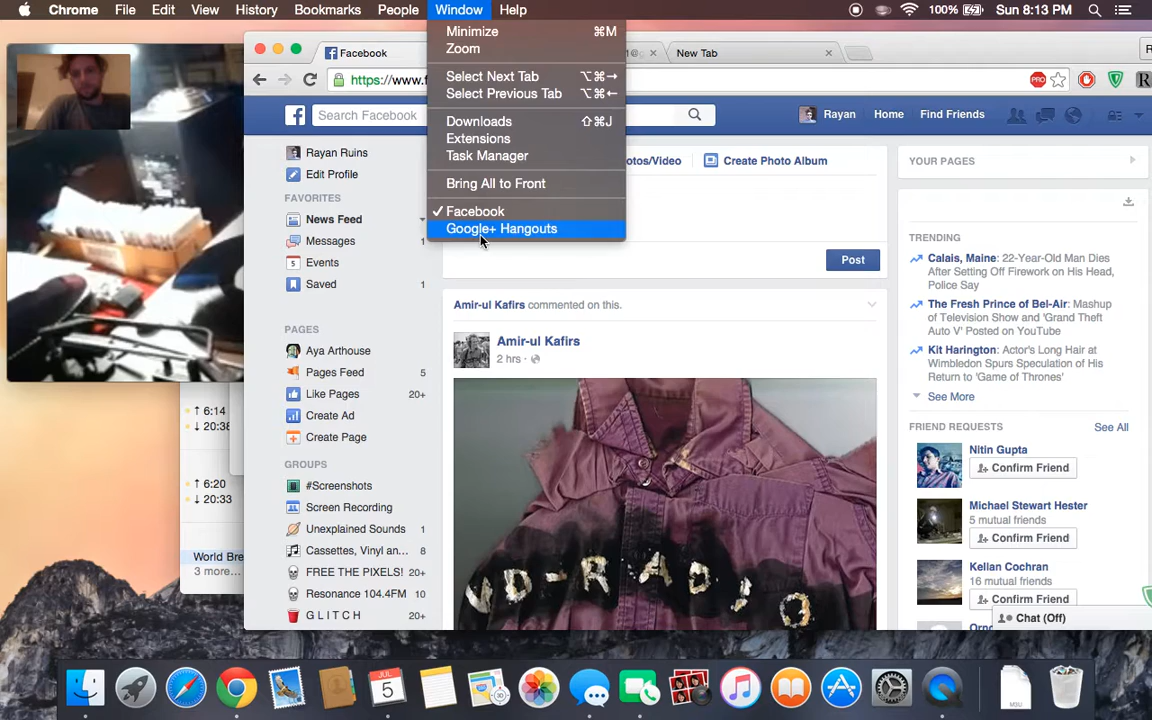 Chrome File Edit View History Bookmarks People Window Help 100% Sun 8:13 PM
Minimize ⌘M
Zoom
Select Next Tab ⌥⌘→
Select Previous Tab ⌥⌘←
Downloads ⇧⌘J
Extensions
Task Manager
Bring All to Front
✓ Facebook
Google+ Hangouts
Facebook
New Tab
https://www.f
PRO
Search Facebook
Rayan Home Find Friends
Rayan Ruins
Edit Profile
FAVORITES
News Feed
Messages 1
Events
Saved 1
PAGES
Aya Arthouse
Pages Feed 5
Like Pages 20+
Create Ad
Create Page
GROUPS
#Screenshots
Screen Recording
Unexplained Sounds 1
Cassettes, Vinyl an... 8
FREE THE PIXELS! 20+
Resonance 104.4FM 10
G L I T C H 20+
otos/Video Create Photo Album
Post
Amir-ul Kafirs commented on this.
Amir-ul Kafirs
2 hrs ·
YOUR PAGES
TRENDING
Calais, Maine: 22-Year-Old Man Dies
After Setting Off Firework on His Head,
Police Say
The Fresh Prince of Bel-Air: Mashup
of Television Show and 'Grand Theft
Auto V' Posted on YouTube
Kit Harington: Actor's Long Hair at
Wimbledon Spurs Speculation of His
Return to 'Game of Thrones'
See More
FRIEND REQUESTS See All
Nitin Gupta
Confirm Friend
Michael Stewart Hester
5 mutual friends
Confirm Friend
Kellan Cochran
16 mutual friends
Confirm Friend
Chat (Off)
↑ 6:14
↓ 20:38
↑ 6:20
↓ 20:33
World Bre
3 more...
JUL
5